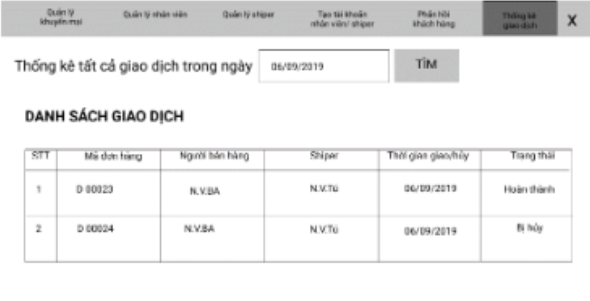 Quản lý khuyến mại
Quản lý nhân viên
Quản lý shiper
Tạo tài khoản nhân viên/ shiper
Phản hồi khách hàng
Thống kê giao dịch
X
Thống kê tất cả giao dịch trong ngày 06/09/2019 TÌM
DANH SÁCH GIAO DỊCH
STT Mã đơn hàng Người bán hàng Shiper Thời gian giao/hủy Trạng thái
1 D 00023 N.V.BA N.V.Tú 06/09/2019 Hoàn thành
2 D 00024 N.V.BA N.V.Tú 06/09/2019 Bị hủy